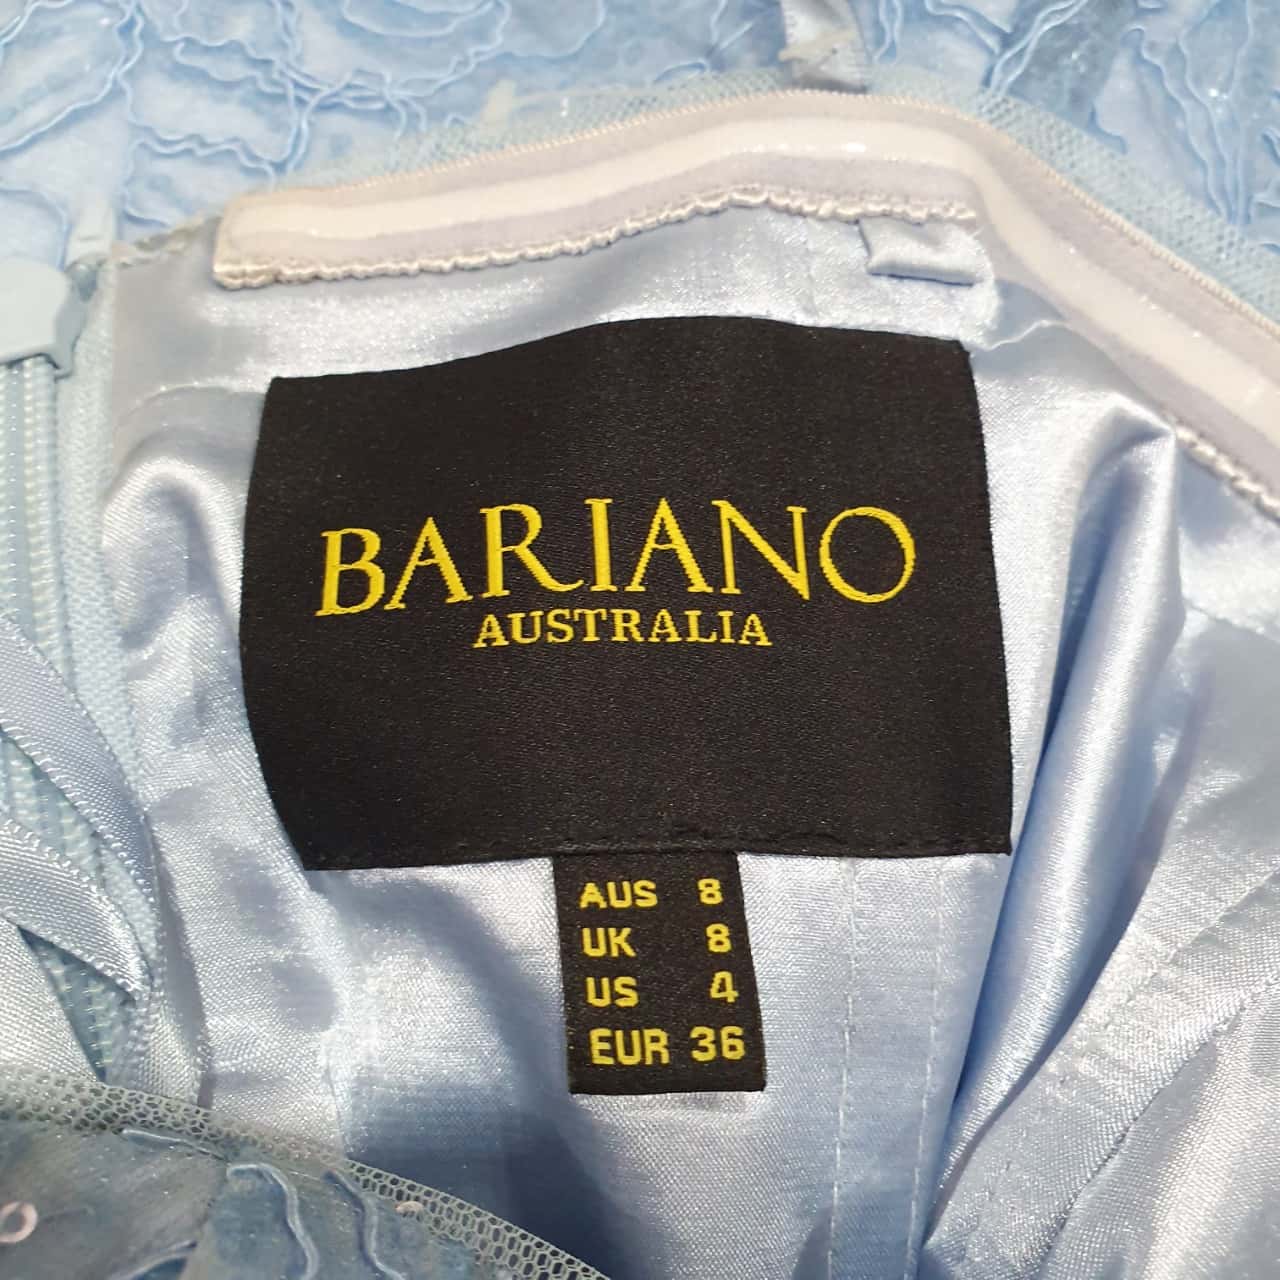 BARIANO
AUSTRALIA
AUS 8
UK 8
US 4
EUR 36